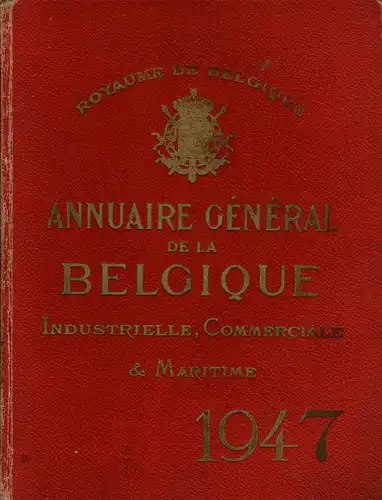 ROYAUME DE BELGIQUE
ANNUAIRE GÉNÉRAL
DE LA
BELGIQUE
INDUSTRIELLE, COMMERCIALE
& MARITIME
1947